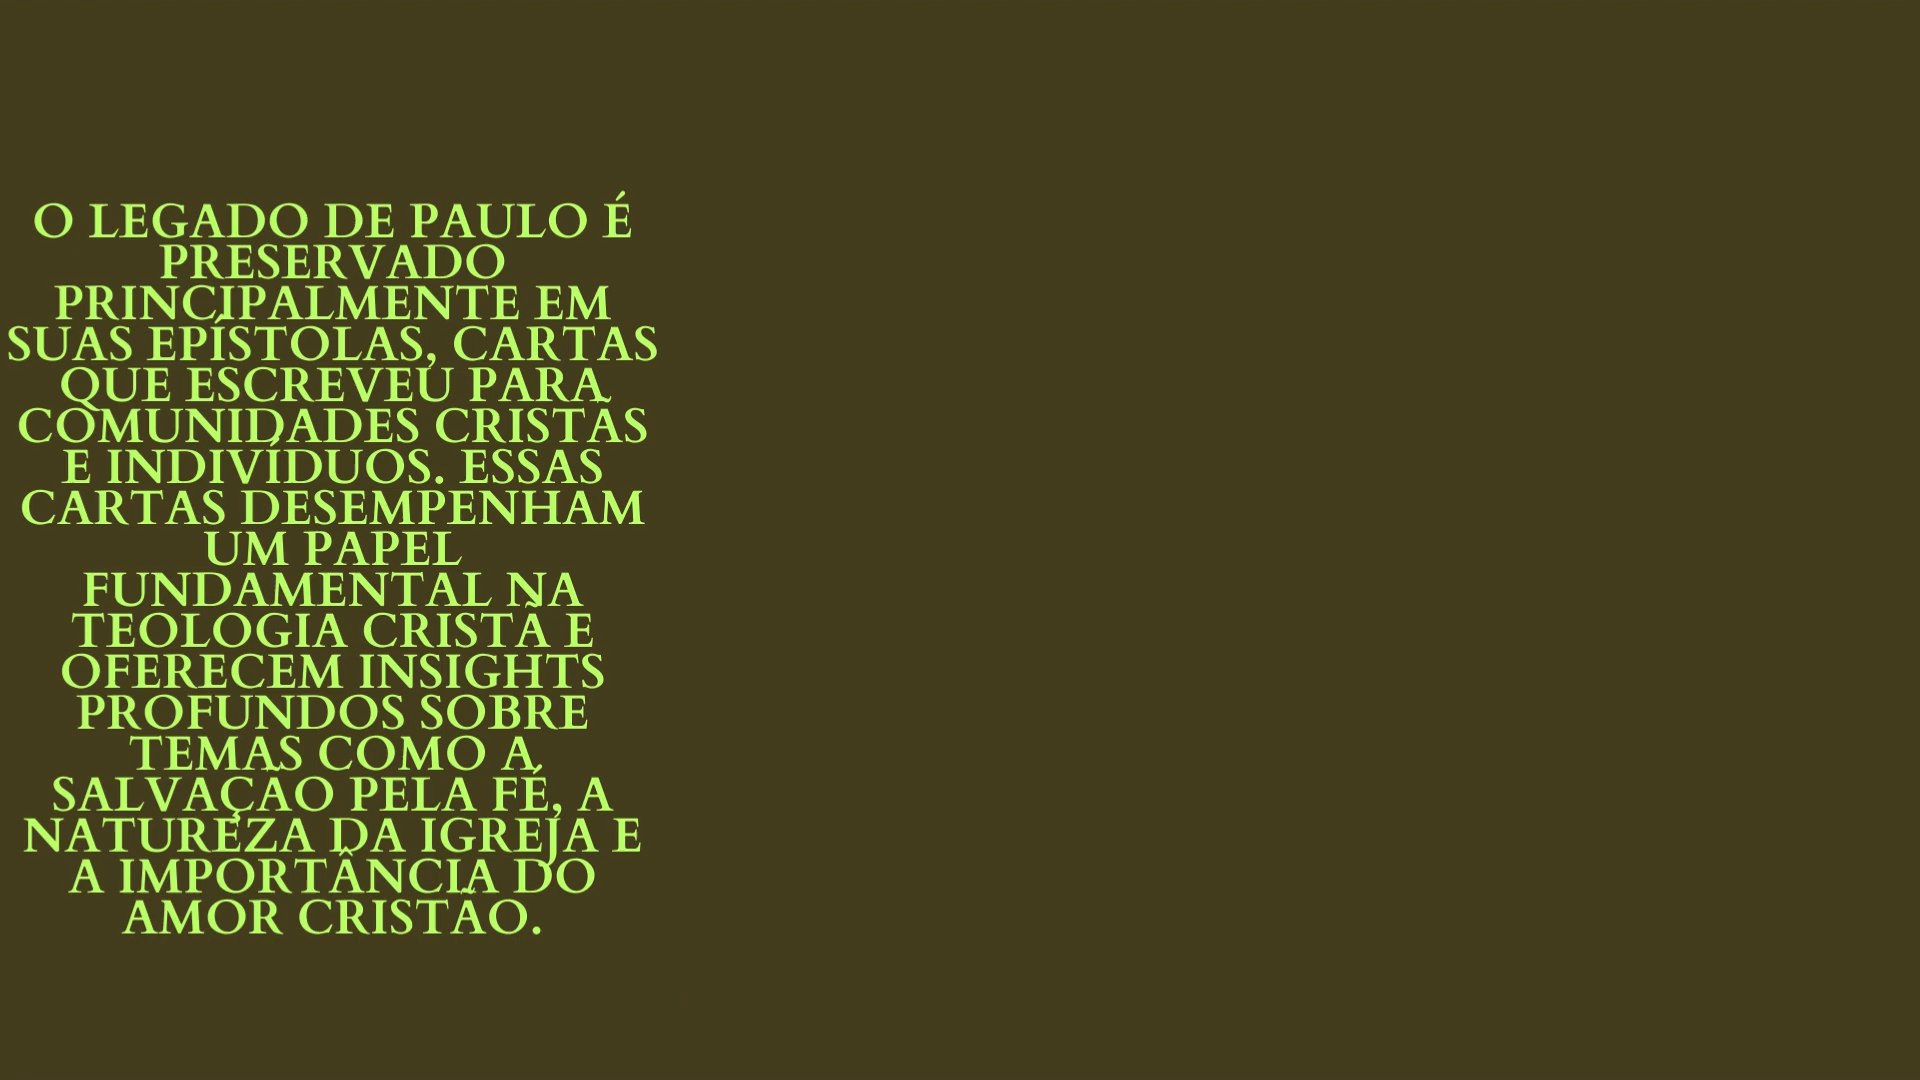 O LEGADO DE PAULO É
PRESERVADO
PRINCIPALMENTE EM
SUAS EPÍSTOLAS, CARTAS
QUE ESCREVEU PARA
COMUNIDADES CRISTÃS
E INDIVÍDUOS. ESSAS
CARTAS DESEMPENHAM
UM PAPEL
FUNDAMENTAL NA
TEOLOGIA CRISTÃ E
OFERECEM INSIGHTS
PROFUNDOS SOBRE
TEMAS COMO A
SALVAÇÃO PELA FÉ, A
NATUREZA DA IGREJA E
A IMPORTÂNCIA DO
AMOR CRISTÃO.